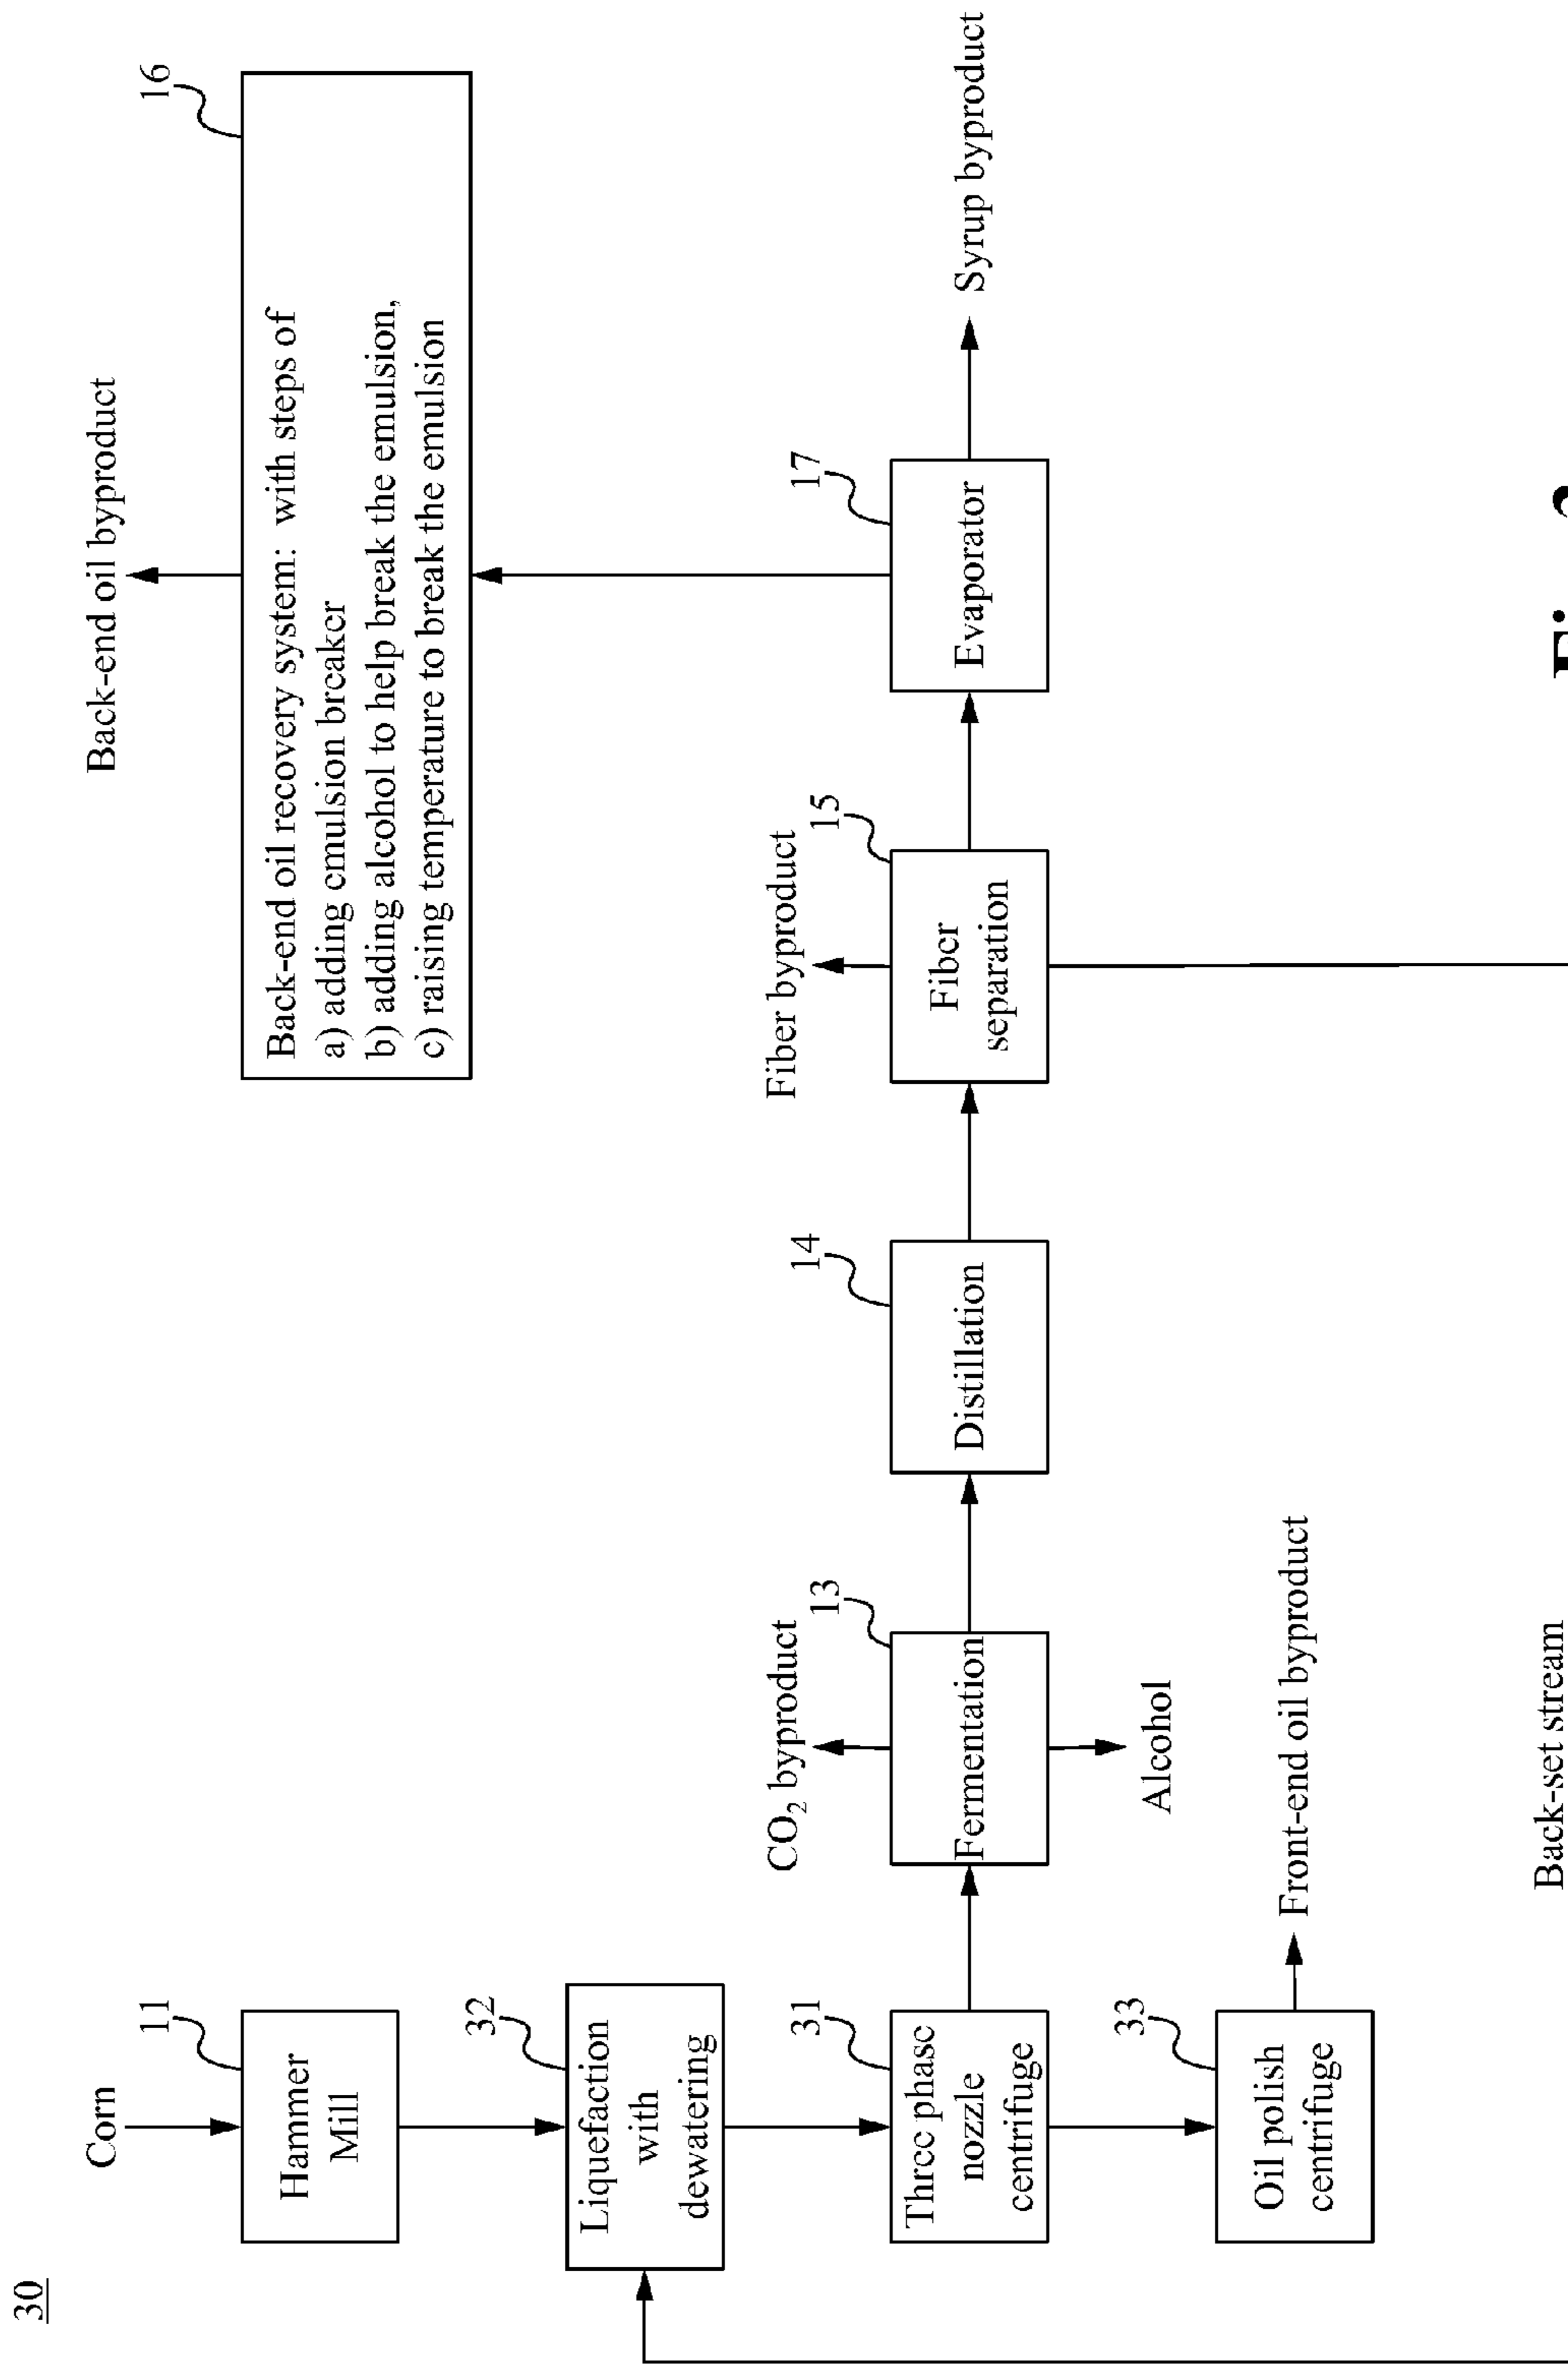 30
Corn
11
Hammer
Mill
32
Liquefaction
with
dewatering
31
Three phase
nozzle
centrifuge
33
Oil polish
centrifuge
Front-end oil byproduct
CO₂ byproduct
13
Fermentation
Alcohol
14
Distillation
Fiber byproduct
15
Fiber
separation
17
Evaporator
Syrup byproduct
Back-end oil byproduct
16
Back-end oil recovery system: with steps of
a) adding emulsion breaker
b) adding alcohol to help break the emulsion,
c) raising temperature to break the emulsion
Back-set stream